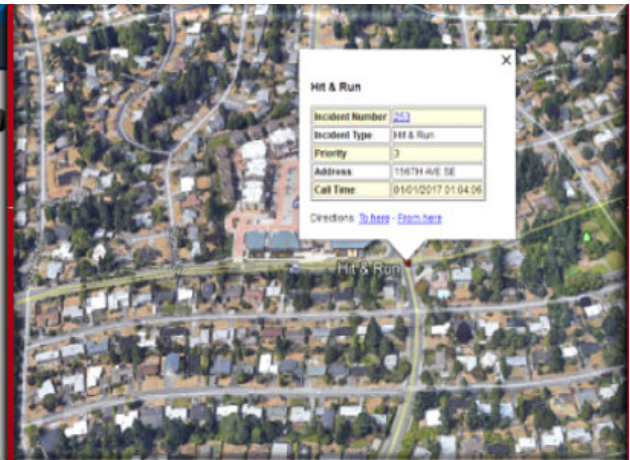 Hit & Run
Incident Number 253
Incident Type Hit & Run
Priority 3
Address: 156TH AVE SE
Call Time: 01/01/2017 01:04:06
Directions: To here - From here
Hit & Run